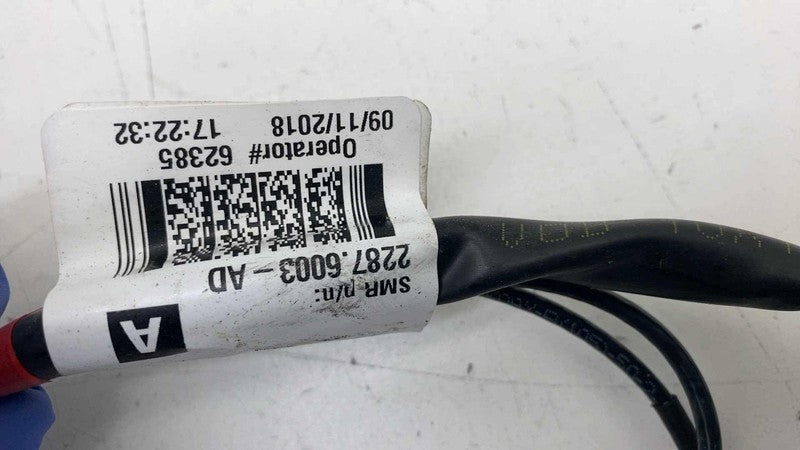 A
SMR p/n:
2287.6003-AD
Operator# 62385
09/11/2018 17:22:32